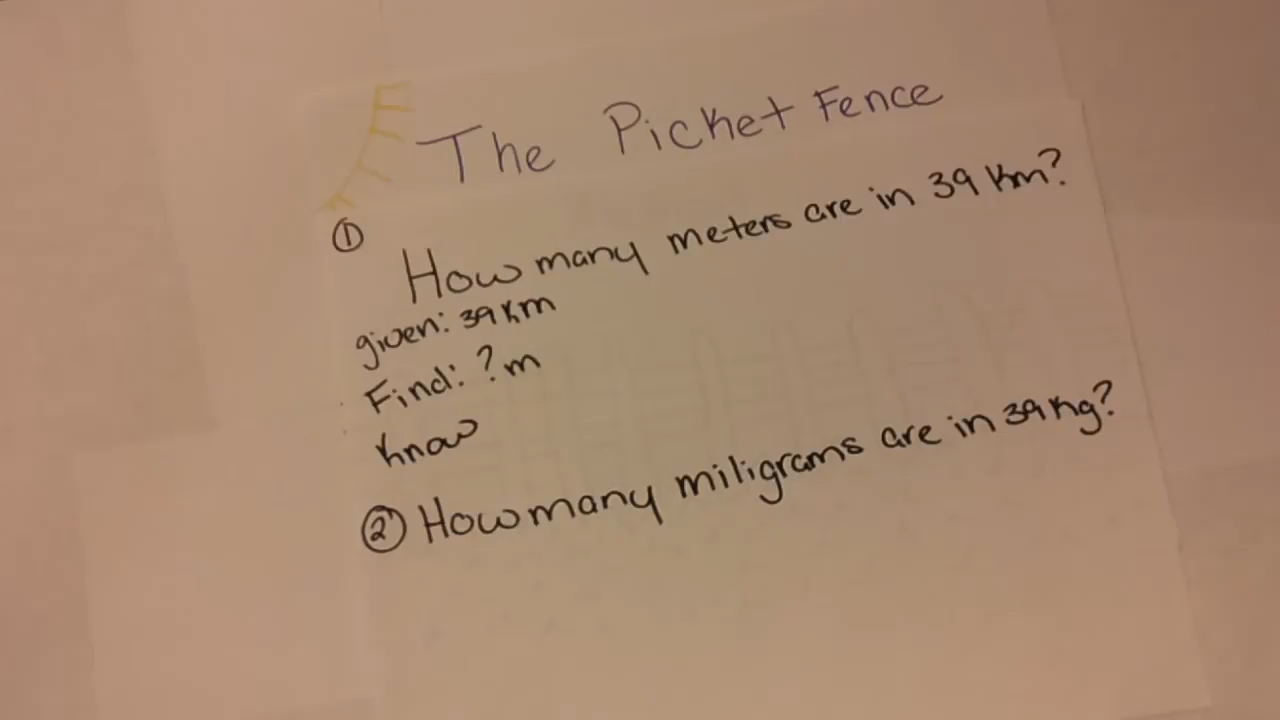 The Picket Fence
①
How many meters are in 39 Km?
given: 39 Km
Find: ? m
Know
② How many miligrams are in 39 Kg?